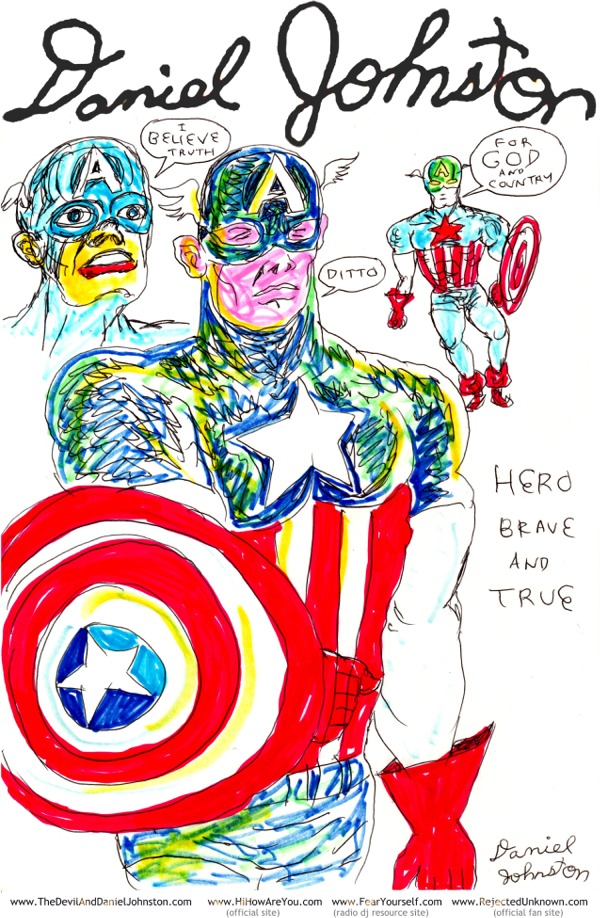 Daniel Johnston
I
BELIEVE
TRUTH
FOR
GOD
AND
COUNTRY
A
A
A
DITTO
HERO
BRAVE
AND
TRUE
Daniel
Johnston
www.TheDevilAndDanielJohnston.com www.HiHowAreYou.com www.FearYourself.com www.RejectedUnknown.com
(official site) (radio dj resource site) (official fan site)